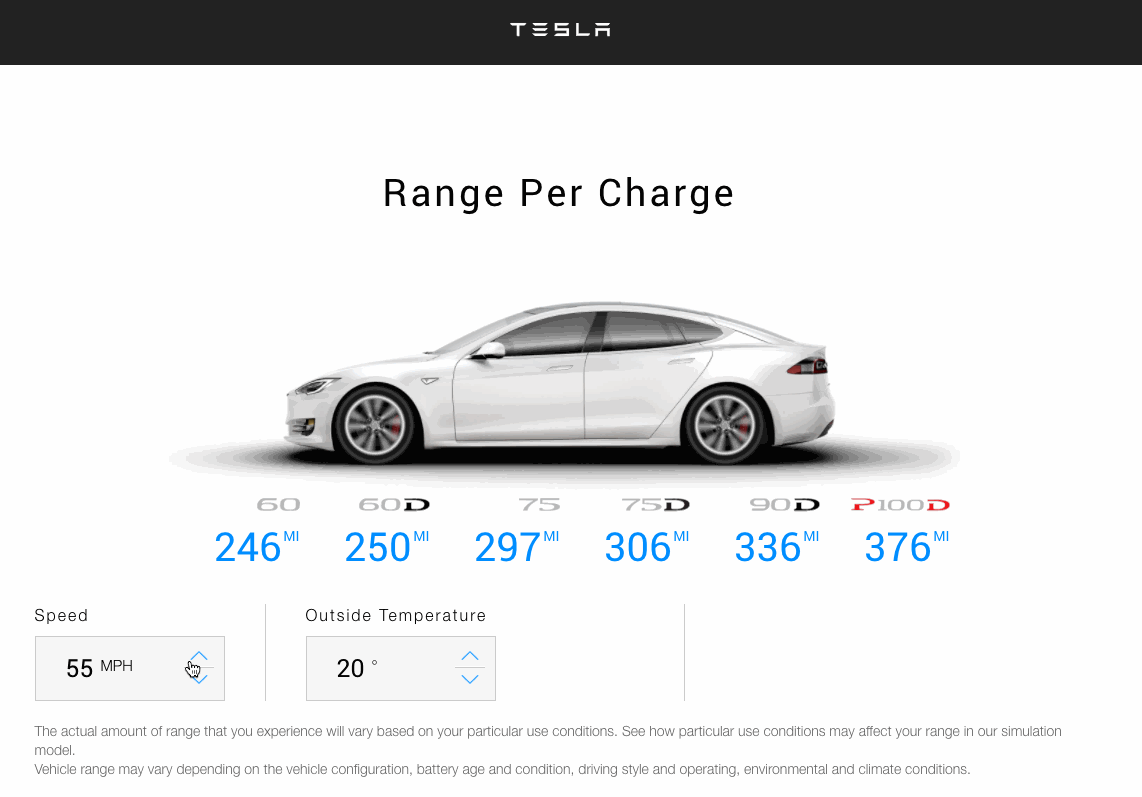 TESLA
Range Per Charge
60 60D 75 75D 90D P100D
246 MI 250 MI 297 MI 306 MI 336 MI 376 MI
Speed Outside Temperature
55 MPH 20 °
The actual amount of range that you experience will vary based on your particular use conditions. See how particular use conditions may affect your range in our simulation
model.
Vehicle range may vary depending on the vehicle configuration, battery age and condition, driving style and operating, environmental and climate conditions.